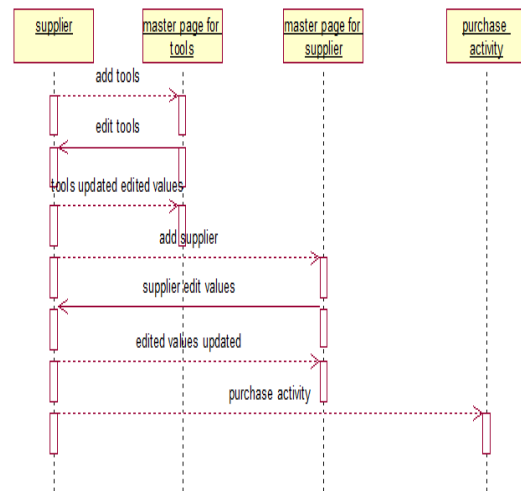 supplier
master page for
tools
master page for
supplier
purchase
activity
add tools
edit tools
tools updated edited values
add supplier
supplier edit values
edited values updated
purchase activity